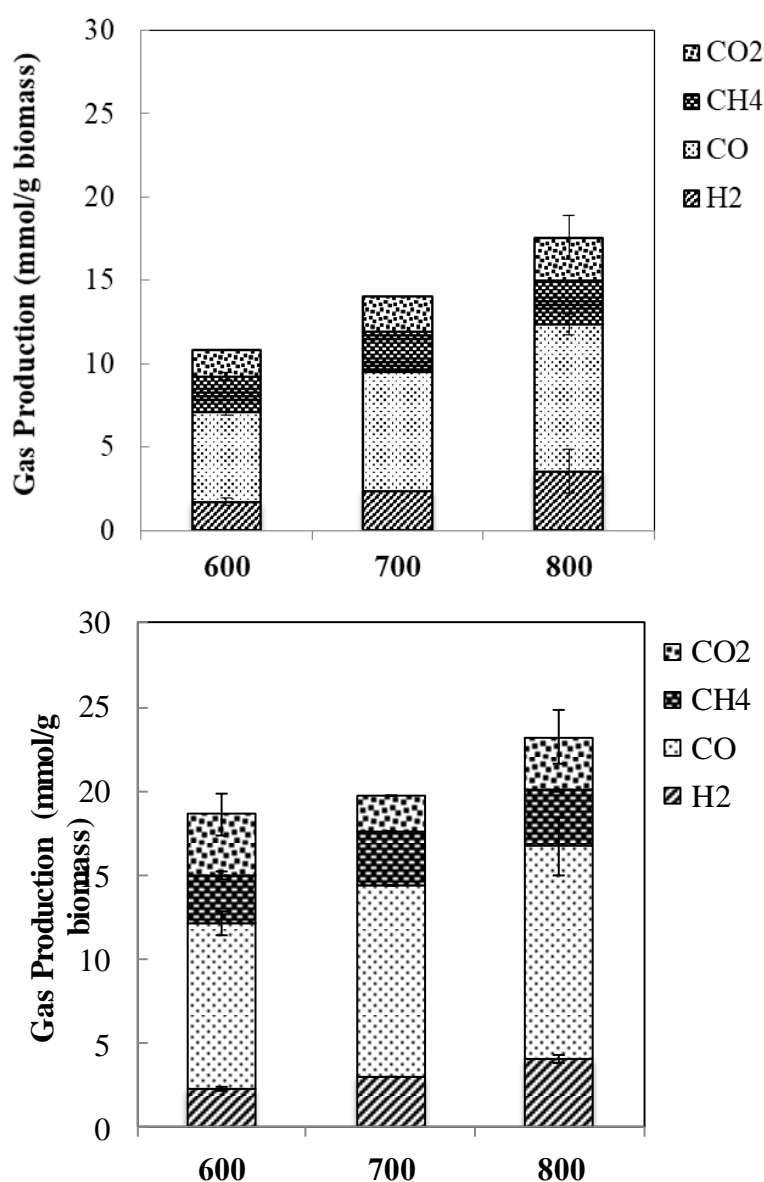 30
25
20
15
10
5
0
Gas Production (mmol/g biomass)
600 700 800
CO2
CH4
CO
H2
30
25
20
15
10
5
0
Gas Production (mmol/g
biomass)
600 700 800
CO2
CH4
CO
H2